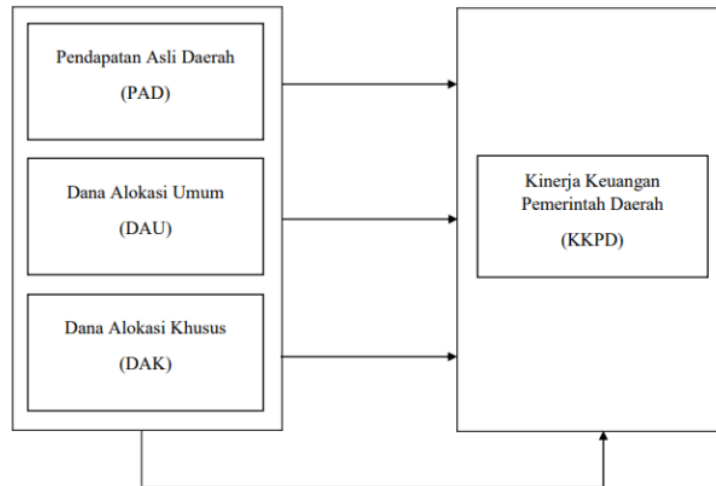 Pendapatan Asli Daerah
(PAD)
Dana Alokasi Umum
(DAU)
Dana Alokasi Khusus
(DAK)
Kinerja Keuangan
Pemerintah Daerah
(KKPD)